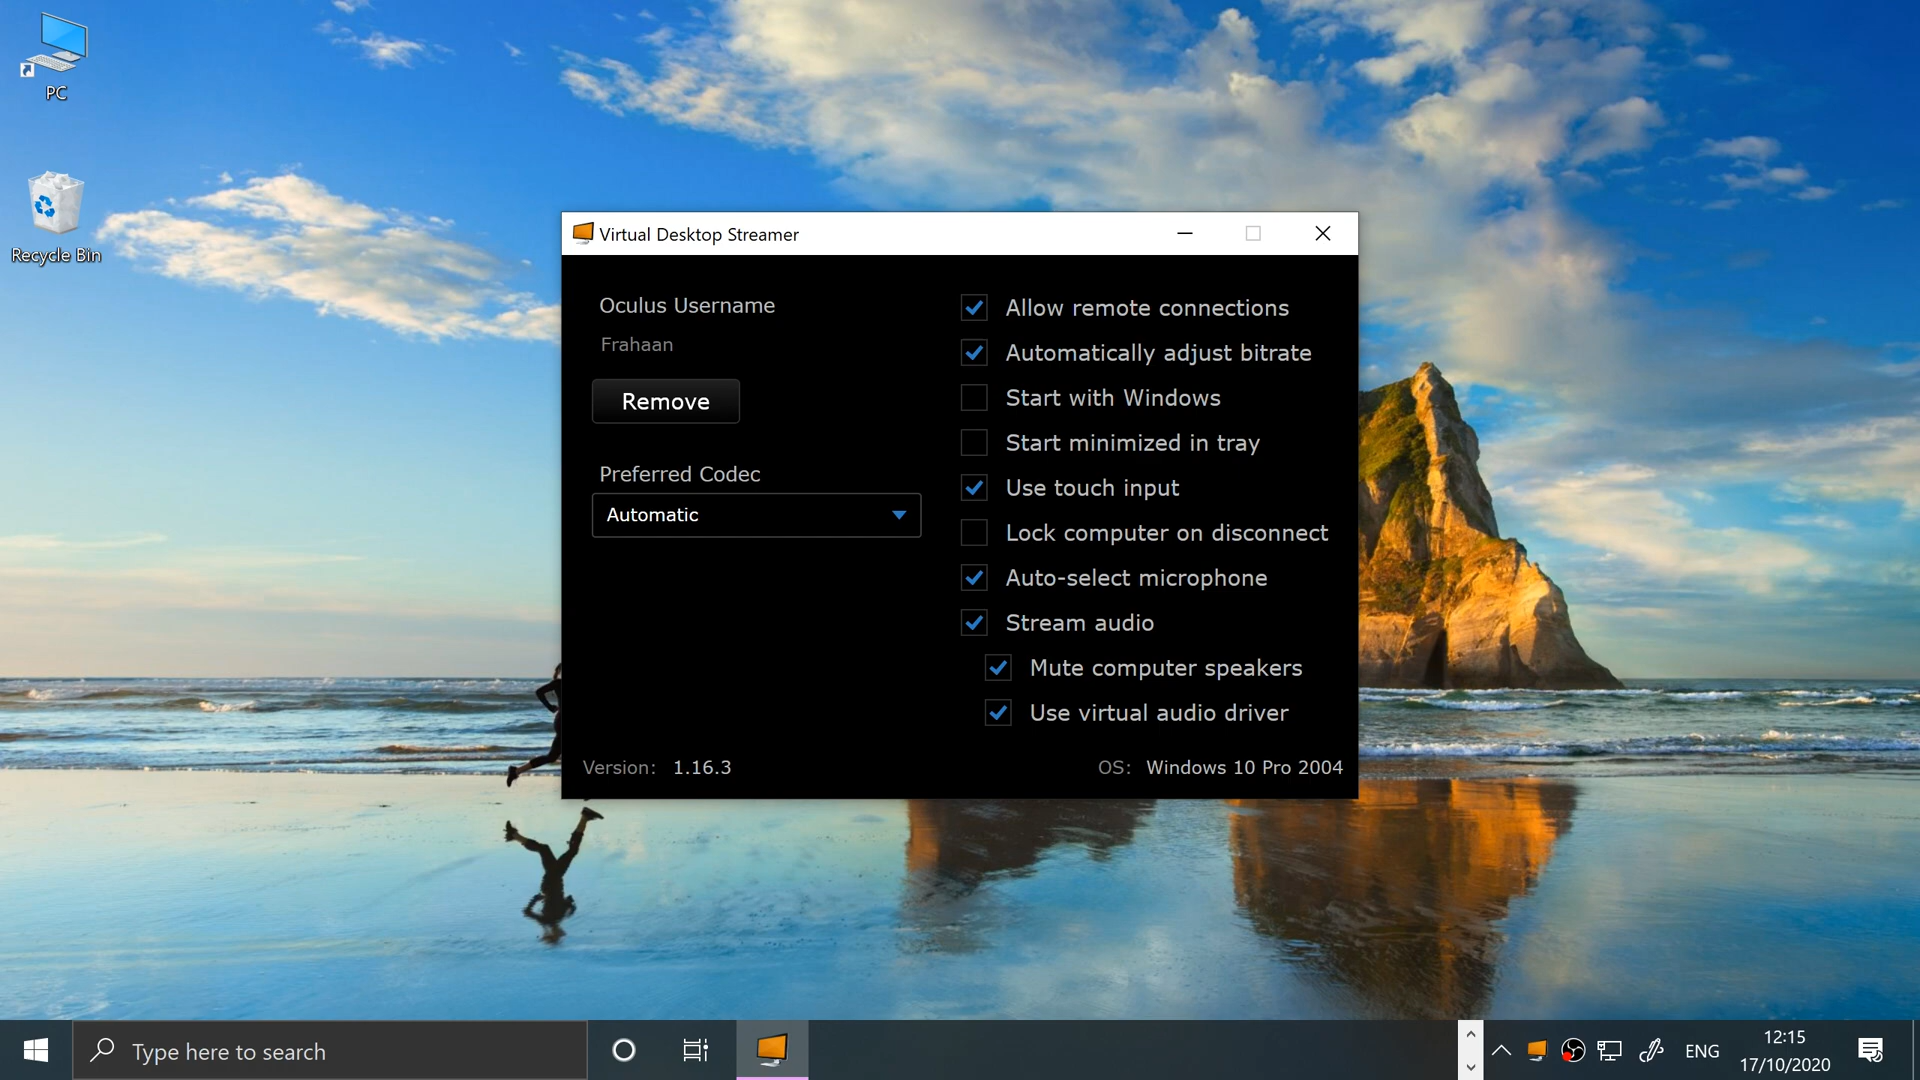 PC
Recycle Bin
Virtual Desktop Streamer
Oculus Username
Frahaan
Remove
Preferred Codec
Automatic
Allow remote connections
Automatically adjust bitrate
Start with Windows
Start minimized in tray
Use touch input
Lock computer on disconnect
Auto-select microphone
Stream audio
Mute computer speakers
Use virtual audio driver
Version: 1.16.3
OS: Windows 10 Pro 2004
Type here to search
ENG
12:15
17/10/2020